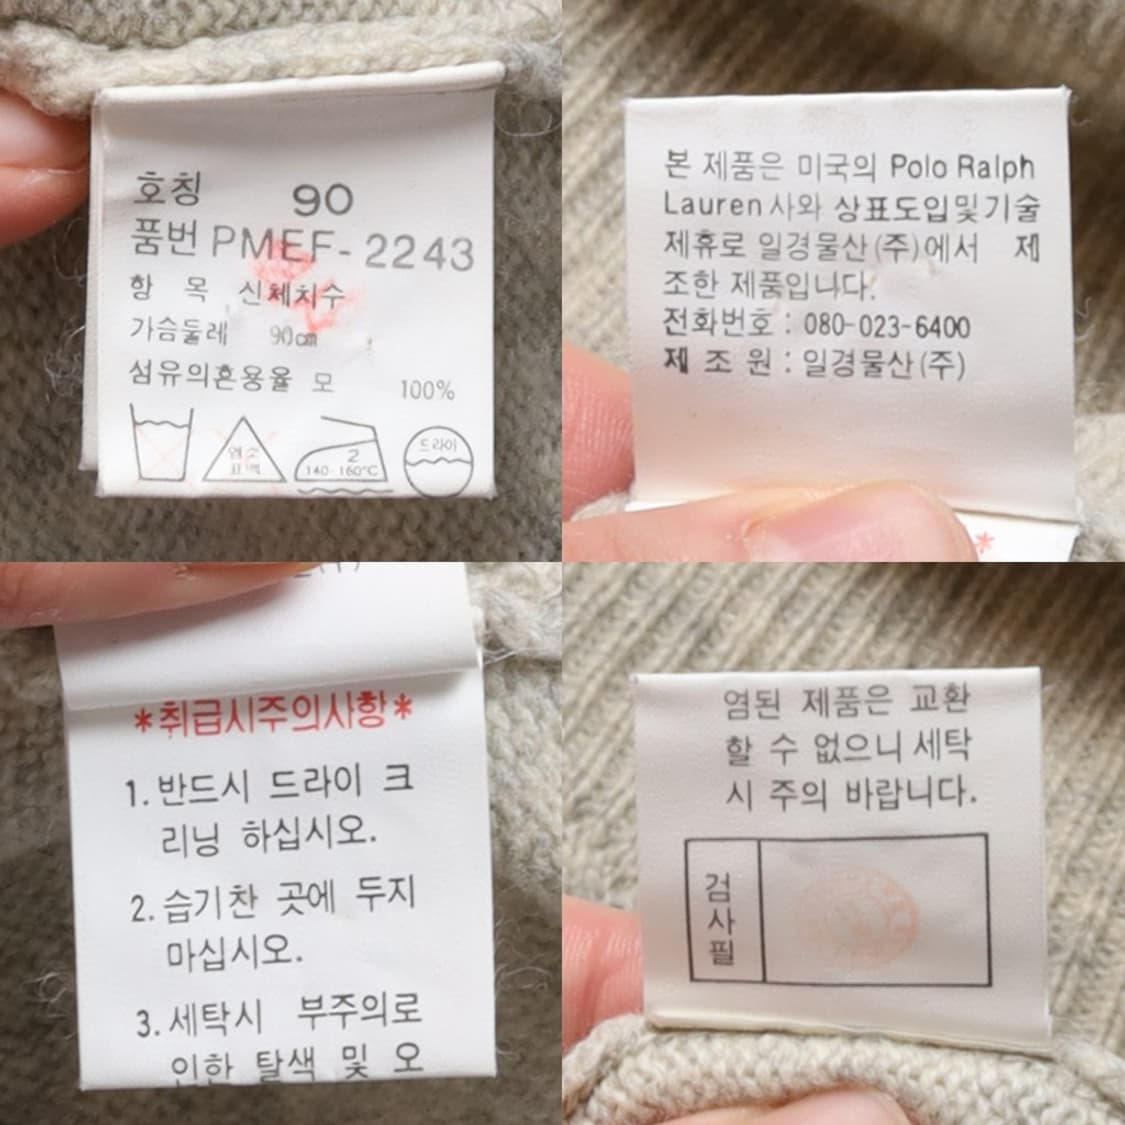 호칭 90
품번 PMEF-2243
항 목 신체치수
가슴둘레 90㎝
섬유의혼용율 모 100%
염소
표백
2
140-160°C
드라이
본 제품은 미국의 Polo Ralph
Lauren사와 상표도입및기술
제휴로 일경물산(주)에서 제
조한 제품입니다.
전화번호 : 080-023-6400
제 조 원 : 일경물산(주)
*
*취급시주의사항*
1. 반드시 드라이 크
리닝 하십시오.
2. 습기찬 곳에 두지
마십시오.
3. 세탁시 부주의로
인한 탈색 및 오
염된 제품은 교환
할 수 없으니 세탁
시 주의 바랍니다.
검
사
필